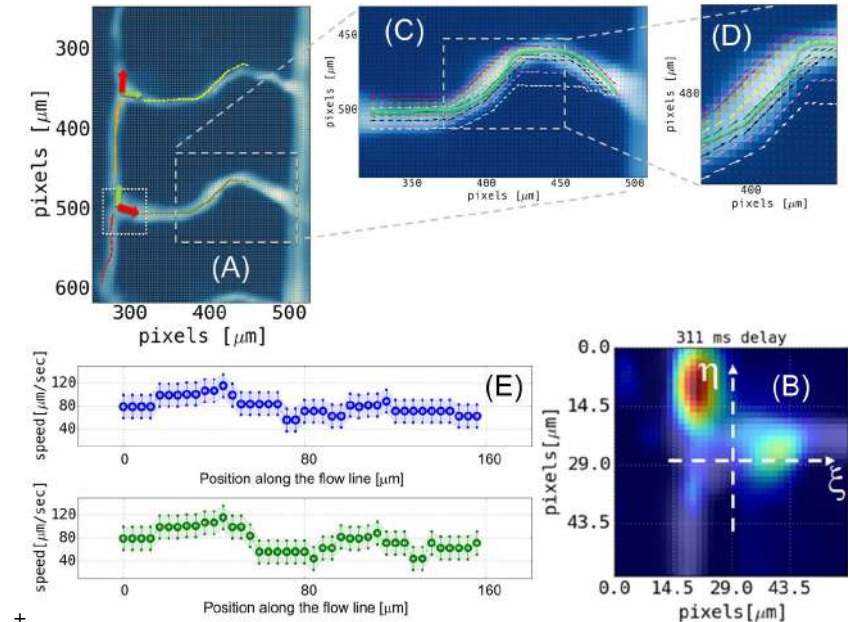 300
400
500
600
pixels [μm]
300
400
500
pixels [μm]
(A)
(C)
450
500
pixels [μm]
350
400
450
500
pixels [μm]
(D)
480
pixels [μm]
400
pixels [μm]
(E)
120
80
40
speed[μm/sec]
0
80
160
Position along the flow line [μm]
120
80
40
speed[μm/sec]
0
80
160
Position along the flow line [μm]
311 ms delay
η
(B)
ξ
0.0
14.5
29.0
43.5
pixels[μm]
0.0
14.5
29.0
43.5
pixels[μm]
+